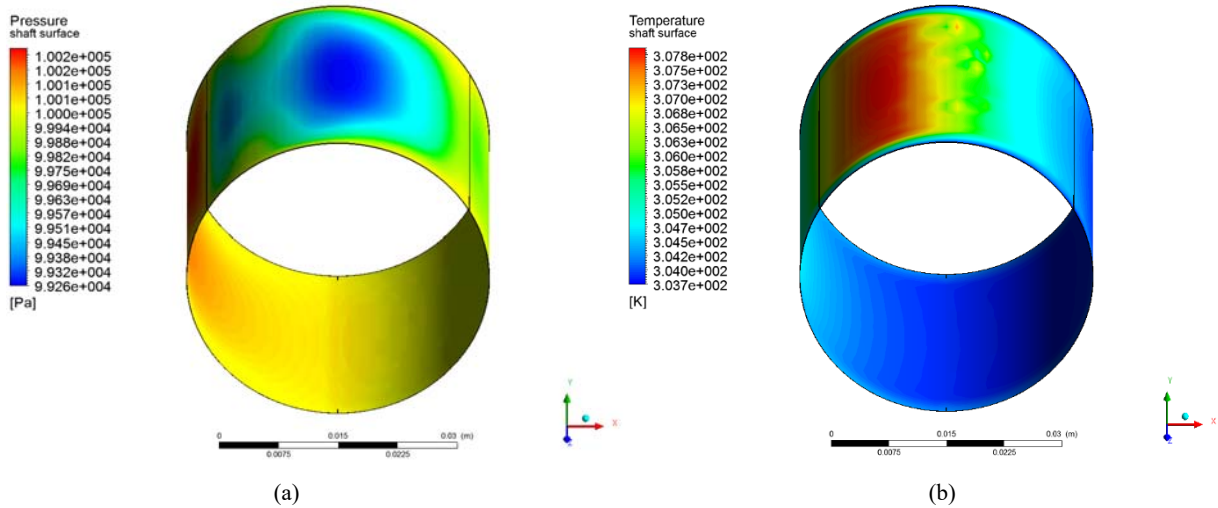 Pressure
shaft surface
1.002e+005
1.002e+005
1.001e+005
1.001e+005
1.000e+005
9.994e+004
9.988e+004
9.982e+004
9.975e+004
9.969e+004
9.963e+004
9.957e+004
9.951e+004
9.945e+004
9.938e+004
9.932e+004
9.926e+004
[Pa]
0
0.015
0.03 (m)
0.0075
0.0225
Y
X
Z
(a)
Temperature
shaft surface
3.078e+002
3.075e+002
3.073e+002
3.070e+002
3.068e+002
3.065e+002
3.063e+002
3.060e+002
3.058e+002
3.055e+002
3.052e+002
3.050e+002
3.047e+002
3.045e+002
3.042e+002
3.040e+002
3.037e+002
[K]
0
0.015
0.03 (m)
0.0075
0.0225
Y
X
Z
(b)